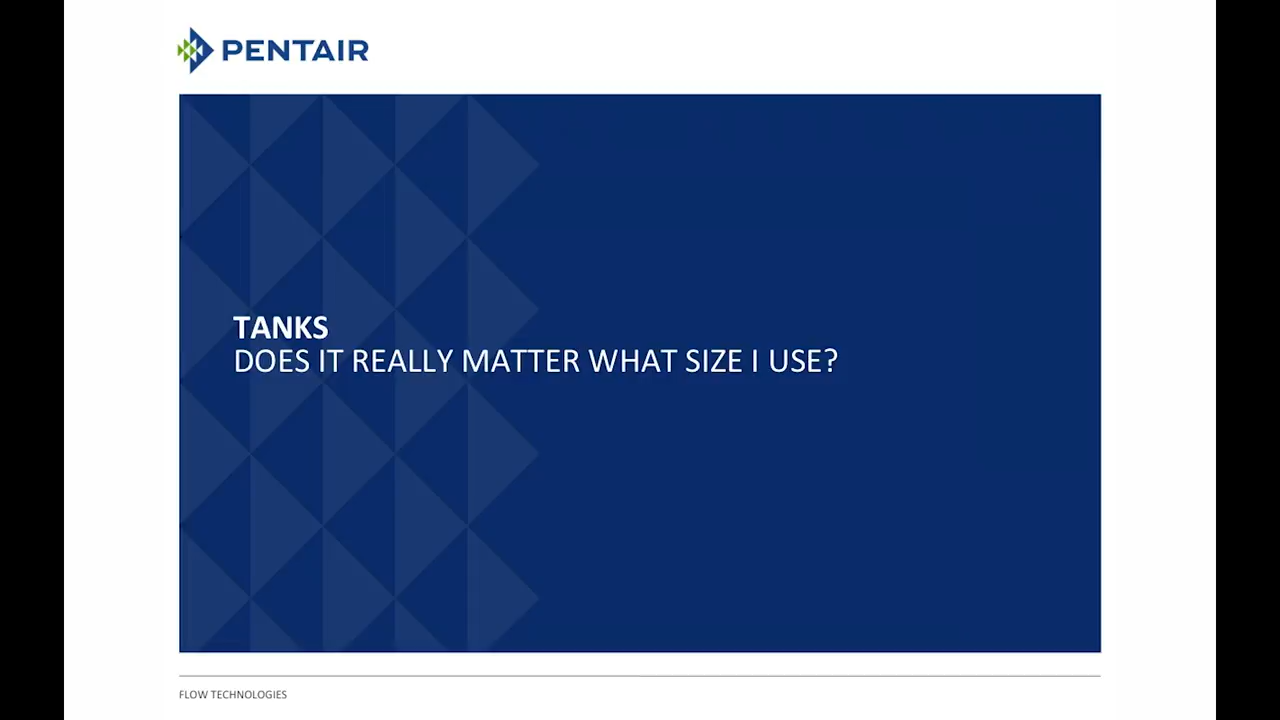 PENTAIR
TANKS
DOES IT REALLY MATTER WHAT SIZE I USE?
FLOW TECHNOLOGIES